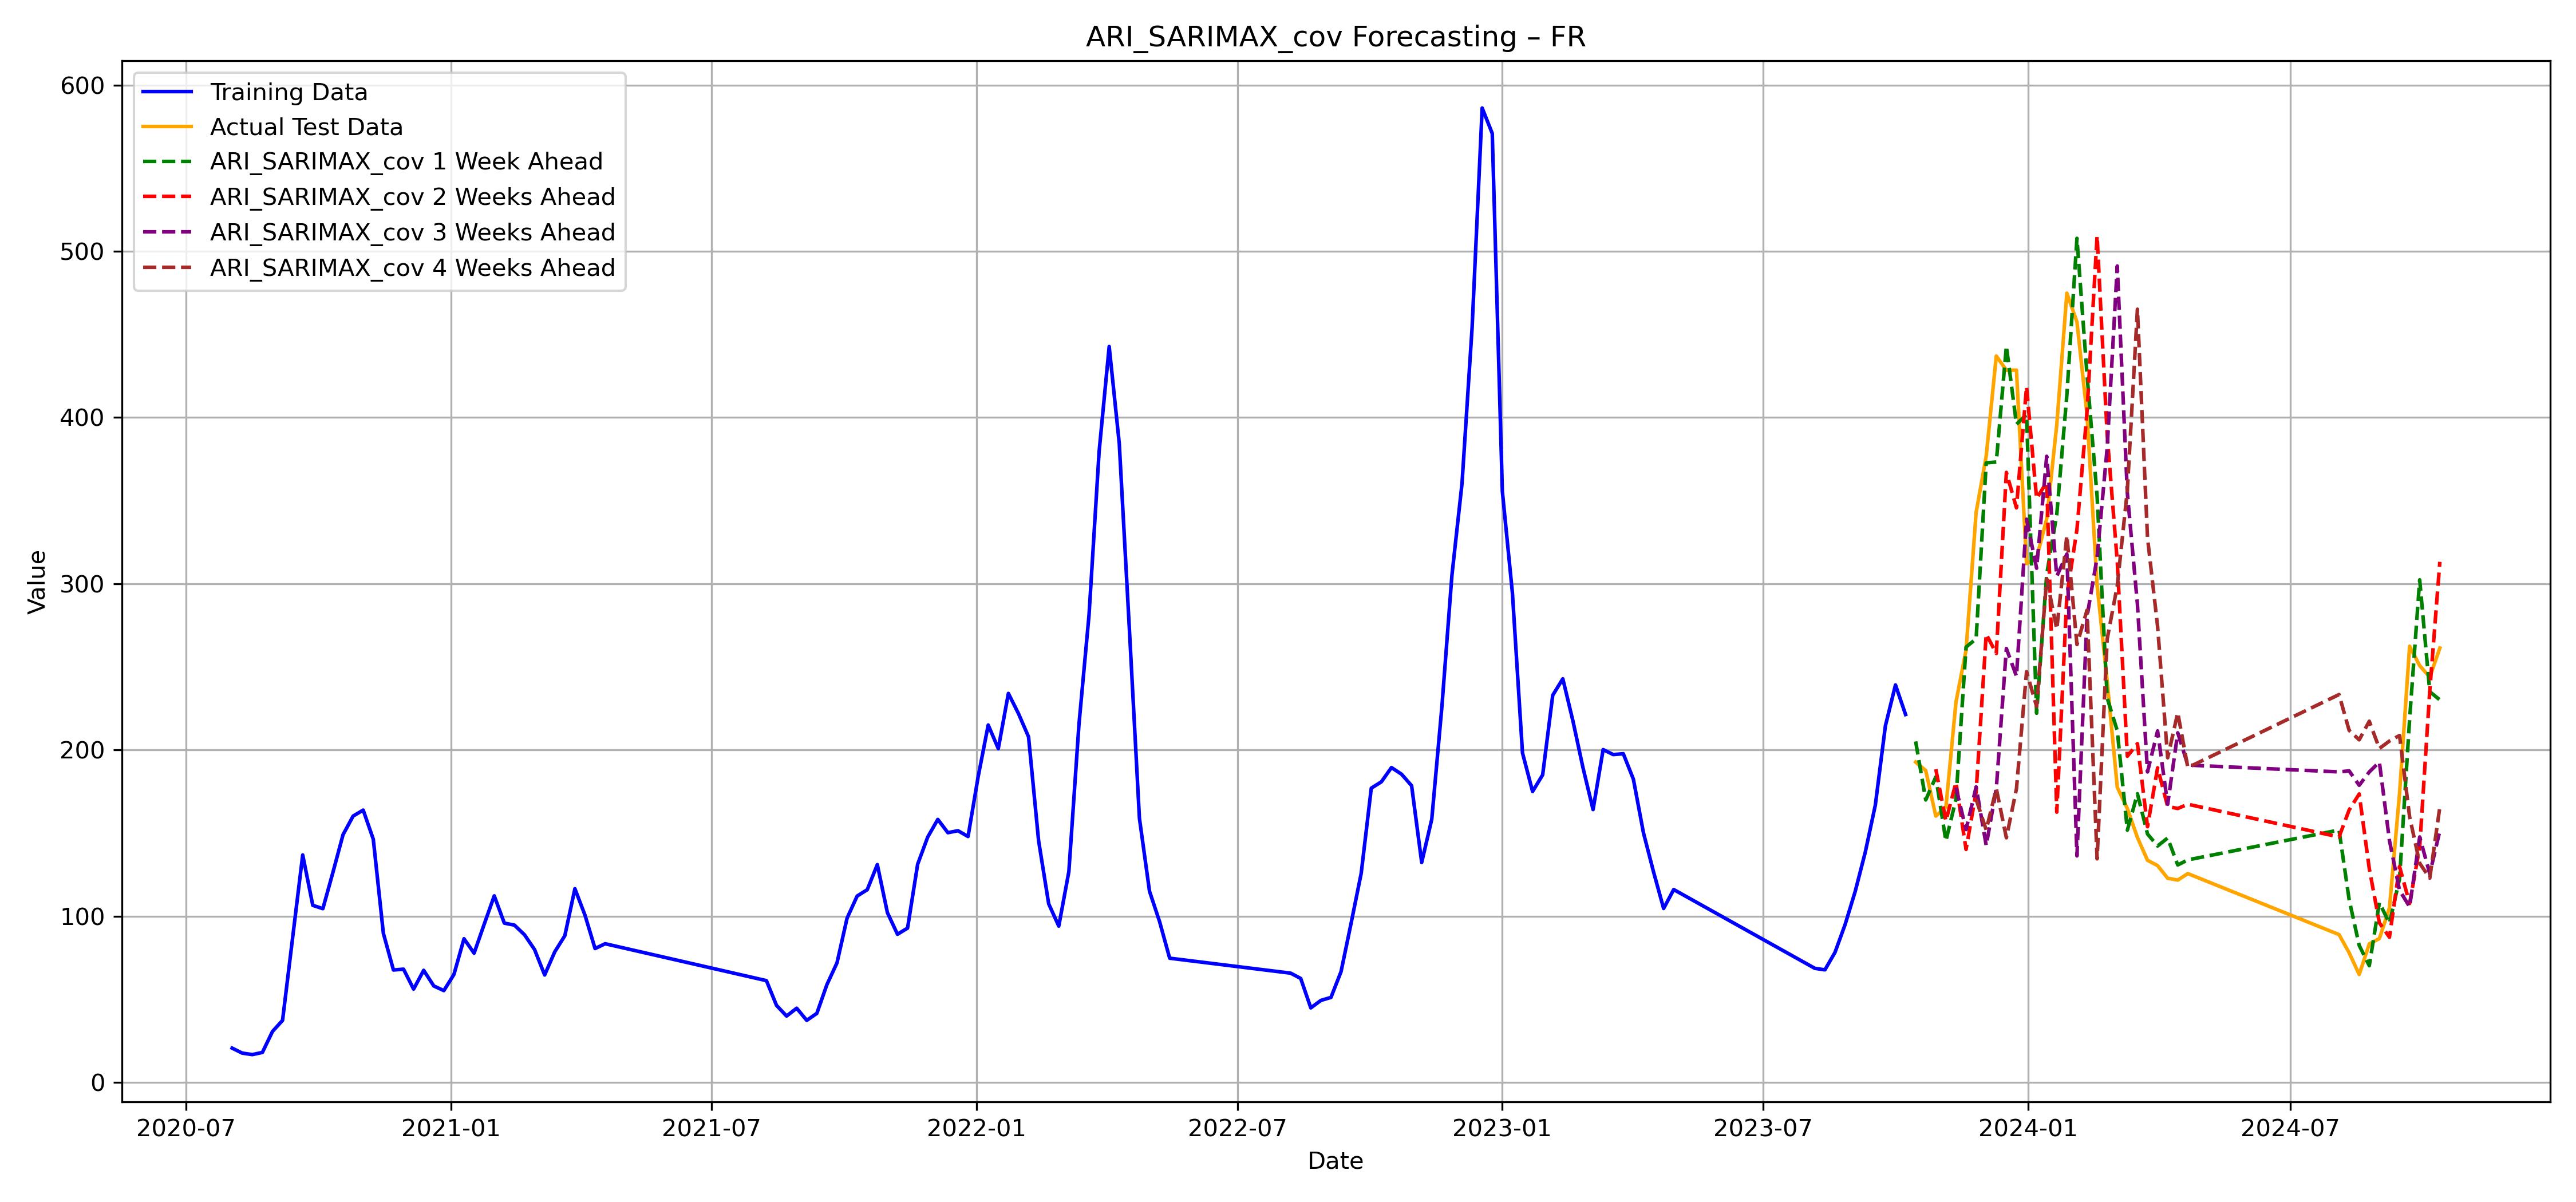 ARI_SARIMAX_cov Forecasting – FR
Training Data
Actual Test Data
ARI_SARIMAX_cov 1 Week Ahead
ARI_SARIMAX_cov 2 Weeks Ahead
ARI_SARIMAX_cov 3 Weeks Ahead
ARI_SARIMAX_cov 4 Weeks Ahead
Value
600
500
400
300
200
100
0
2020-07
2021-01
2021-07
2022-01
2022-07
2023-01
2023-07
2024-01
2024-07
Date